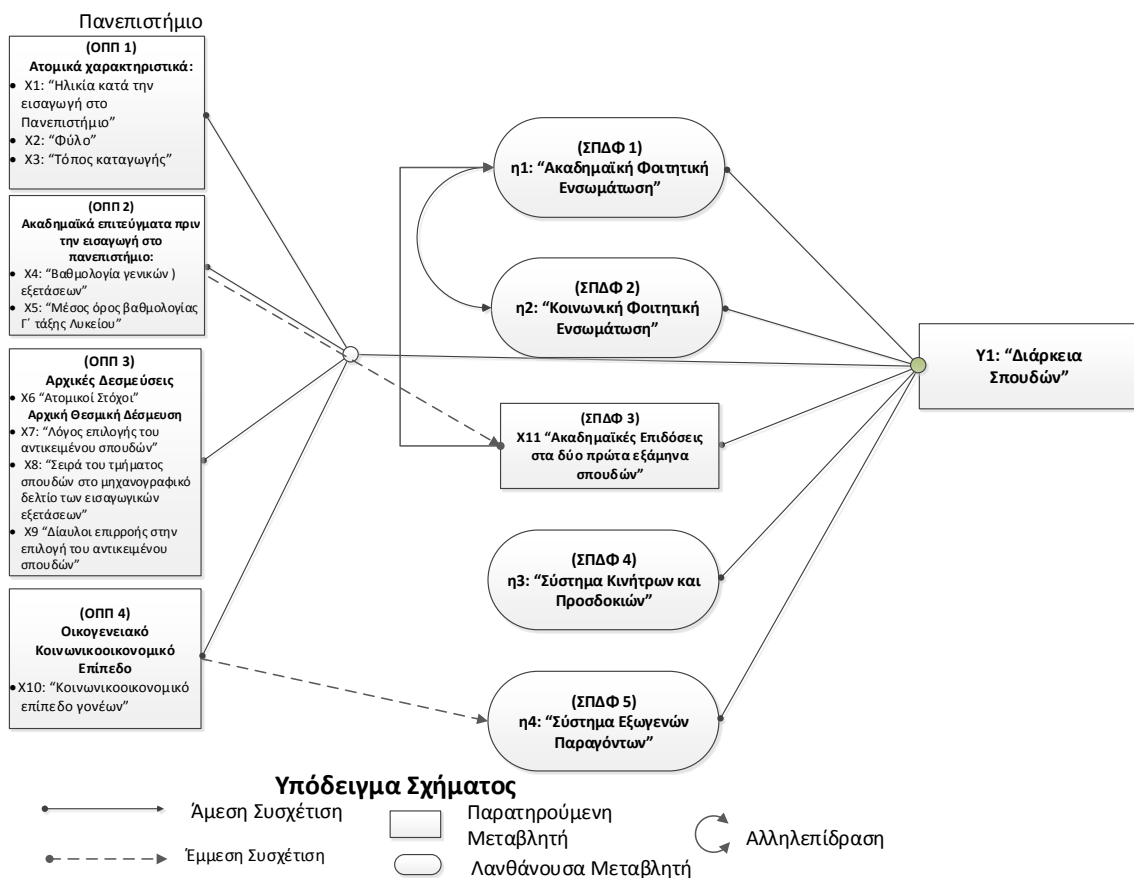 Πανεπιστήμιο
(ΟΠΠ 1)
Ατομικά χαρακτηριστικά:
• Χ1: “Ηλικία κατά την
εισαγωγή στο
Πανεπιστήμιο”
• Χ2: “Φύλο”
• Χ3: “Τόπος καταγωγής”
(ΟΠΠ 2)
Ακαδημαϊκά επιτεύγματα πριν
την εισαγωγή στο
πανεπιστήμιο:
• Χ4: “Βαθμολογία γενικών )
εξετάσεων”
• Χ5: “Μέσος όρος βαθμολογίας
Γ΄ τάξης Λυκείου”
(ΟΠΠ 3)
Αρχικές Δεσμεύσεις
• Χ6 “Ατομικοί Στόχοι”
Αρχική Θεσμική Δέσμευση
• Χ7: “Λόγος επιλογής του
αντικειμένου σπουδών”
• Χ8: “Σειρά του τμήματος
σπουδών στο μηχανογραφικό
δελτίο των εισαγωγικών
εξετάσεων”
• Χ9 “Δίαυλοι επιρροής στην
επιλογή του αντικειμένου
σπουδών”
(ΟΠΠ 4)
Οικογενειακό
Κοινωνικοοικονομικό
Επίπεδο
• Χ10: “Κοινωνικοοικονομικό
επίπεδο γονέων”
(ΣΠΔΦ 1)
η1: “Ακαδημαϊκή Φοιτητική
Ενσωμάτωση”
(ΣΠΔΦ 2)
η2: “Κοινωνική Φοιτητική
Ενσωμάτωση”
(ΣΠΔΦ 3)
Χ11 “Ακαδημαϊκές Επιδόσεις
στα δύο πρώτα εξάμηνα
σπουδών”
(ΣΠΔΦ 4)
η3: “Σύστημα Κινήτρων και
Προσδοκιών”
(ΣΠΔΦ 5)
η4: “Σύστημα Εξωγενών
Παραγόντων”
Υ1: “Διάρκεια
Σπουδών”
Υπόδειγμα Σχήματος
Άμεση Συσχέτιση
Έμμεση Συσχέτιση
Παρατηρούμενη
Μεταβλητή
Λανθάνουσα Μεταβλητή
Αλληλεπίδραση